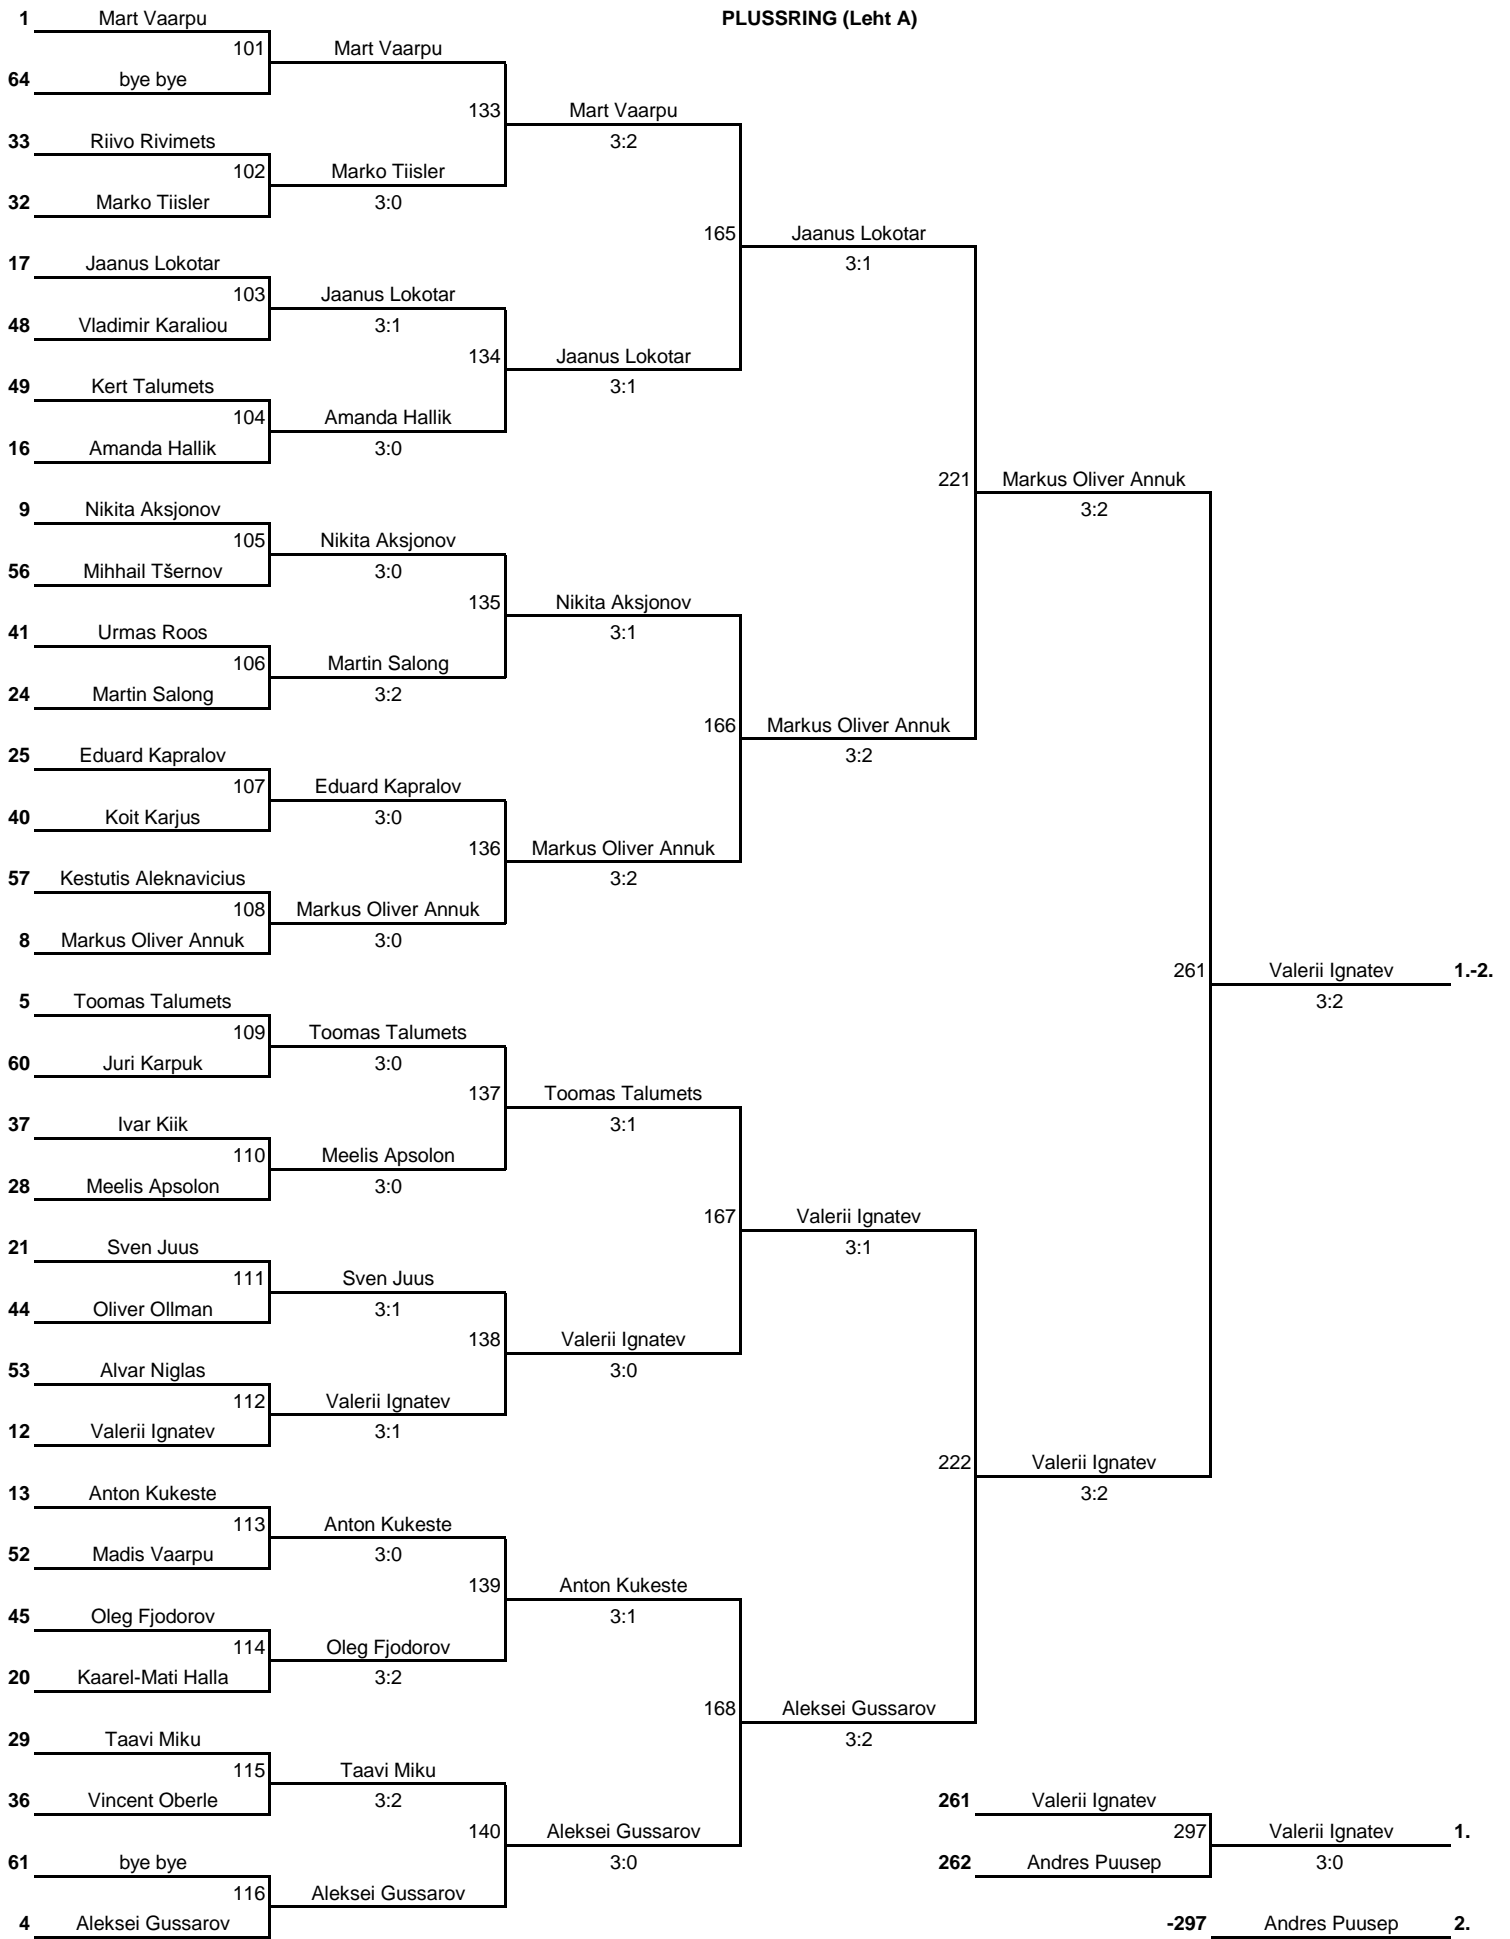 1 Mart Vaarpu PLUSSRING (Leht A)
101 Mart Vaarpu
64 bye bye
133 Mart Vaarpu
33 Riivo Rivimets 3:2
102 Marko Tiisler
32 Marko Tiisler 3:0
165 Jaanus Lokotar
17 Jaanus Lokotar 3:1
103 Jaanus Lokotar
48 Vladimir Karaliou 3:1
134 Jaanus Lokotar
49 Kert Talumets 3:1
104 Amanda Hallik
16 Amanda Hallik 3:0
221 Markus Oliver Annuk
9 Nikita Aksjonov 3:2
105 Nikita Aksjonov
56 Mihhail Tšernov 3:0
135 Nikita Aksjonov
41 Urmas Roos 3:1
106 Martin Salong
24 Martin Salong 3:2
166 Markus Oliver Annuk
25 Eduard Kapralov 3:2
107 Eduard Kapralov
40 Koit Karjus 3:0
136 Markus Oliver Annuk
57 Kestutis Aleknavicius 3:2
108 Markus Oliver Annuk
8 Markus Oliver Annuk 3:0
261 Valerii Ignatev 1.-2.
5 Toomas Talumets 3:2
109 Toomas Talumets
60 Juri Karpuk 3:0
137 Toomas Talumets
37 Ivar Kiik 3:1
110 Meelis Apsolon
28 Meelis Apsolon 3:0
167 Valerii Ignatev
21 Sven Juus 3:1
111 Sven Juus
44 Oliver Ollman 3:1
138 Valerii Ignatev
53 Alvar Niglas 3:0
112 Valerii Ignatev
12 Valerii Ignatev 3:1
222 Valerii Ignatev
13 Anton Kukeste 3:2
113 Anton Kukeste
52 Madis Vaarpu 3:0
139 Anton Kukeste
45 Oleg Fjodorov 3:1
114 Oleg Fjodorov
20 Kaarel-Mati Halla 3:2
168 Aleksei Gussarov
29 Taavi Miku 3:2
115 Taavi Miku
36 Vincent Oberle 3:2 261 Valerii Ignatev
140 Aleksei Gussarov 297 Valerii Ignatev 1.
61 bye bye 3:0 262 Andres Puusep 3:0
116 Aleksei Gussarov
4 Aleksei Gussarov -297 Andres Puusep 2.